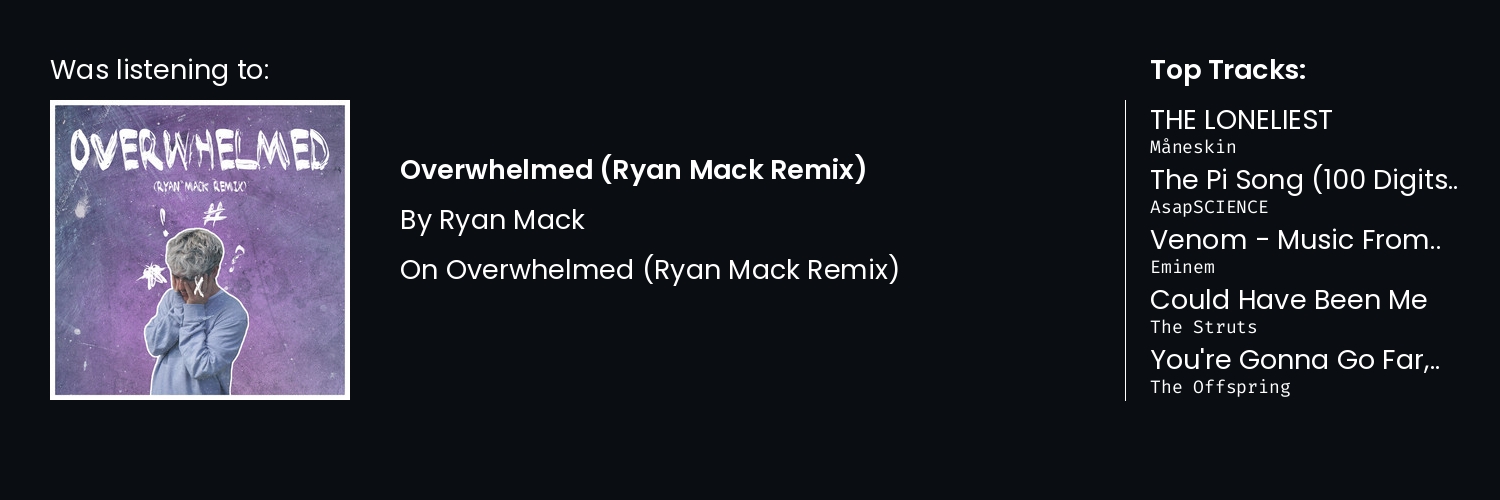 Was listening to:
OVERWHELMED
(RYAN MACK REMIX)
Overwhelmed (Ryan Mack Remix)
By Ryan Mack
On Overwhelmed (Ryan Mack Remix)
Top Tracks:
THE LONELIEST
Måneskin
The Pi Song (100 Digits..
AsapSCIENCE
Venom - Music From..
Eminem
Could Have Been Me
The Struts
You're Gonna Go Far,..
The Offspring